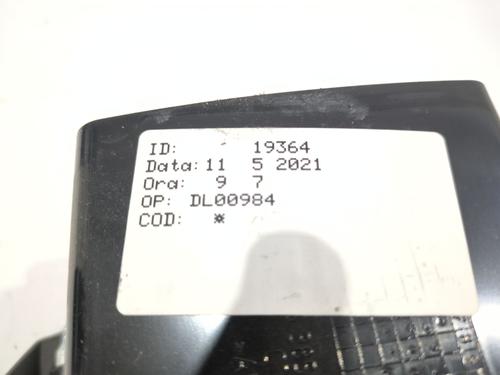 ID: 19364
Data: 11 5 2021
Ora: 9 7
OP: DL00984
COD: *